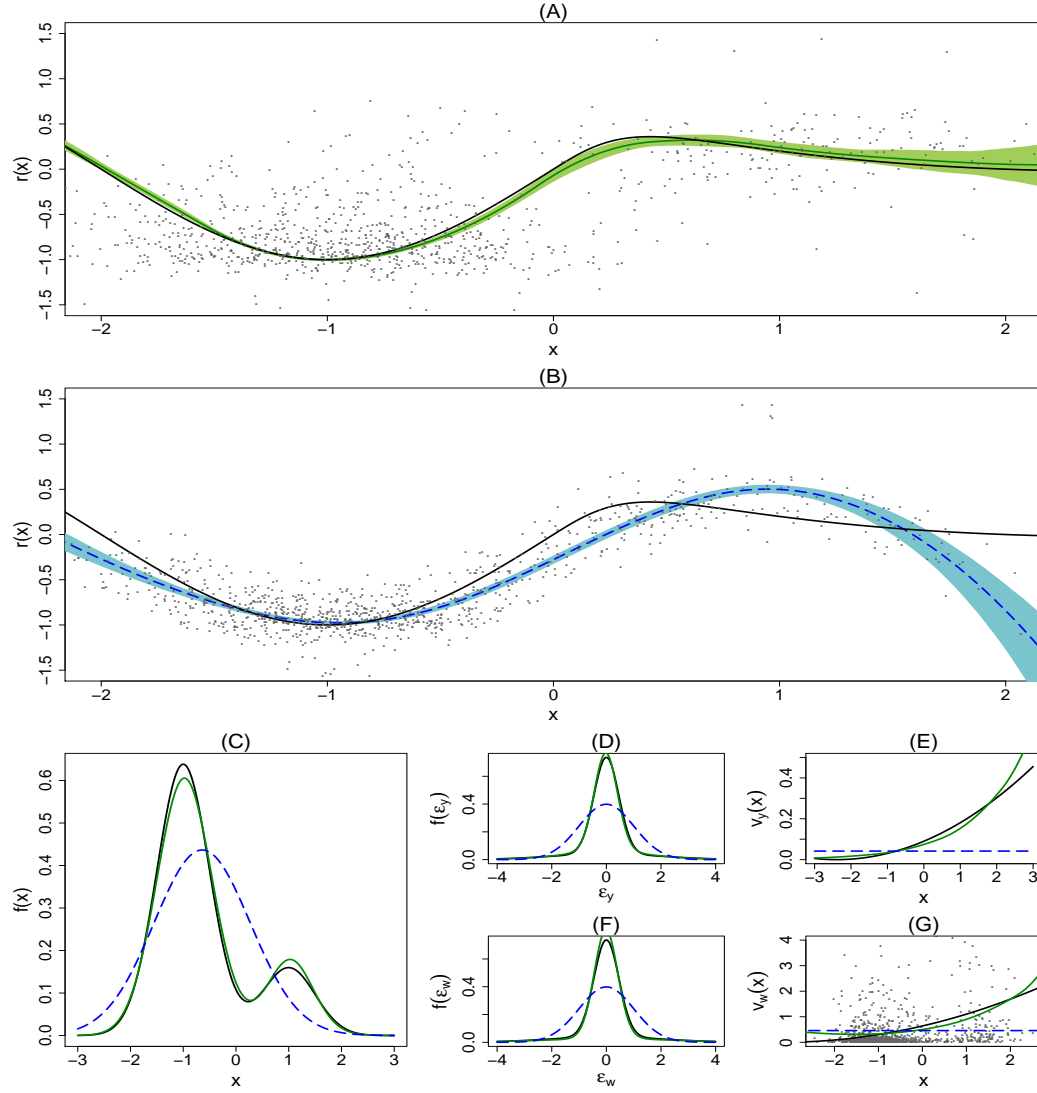 (A)
r(x)
1.5
1.0
0.5
0.0
−0.5
−1.0
−1.5
−2 −1 0 1 2
x
(B)
r(x)
1.5
1.0
0.5
0.0
−0.5
−1.0
−1.5
−2 −1 0 1 2
x
(C)
f(x)
0.6
0.5
0.4
0.3
0.2
0.1
0.0
−3 −2 −1 0 1 2 3
x
(D)
f(εy)
0.4
0.0
−4 −2 0 2 4
εy
(E)
vy(x)
0.4
0.2
0.0
−3 −2 −1 0 1 2 3
x
(F)
f(εw)
0.4
0.0
−4 −2 0 2 4
εw
(G)
vw(x)
4
3
2
1
0
−2 −1 0 1 2
x